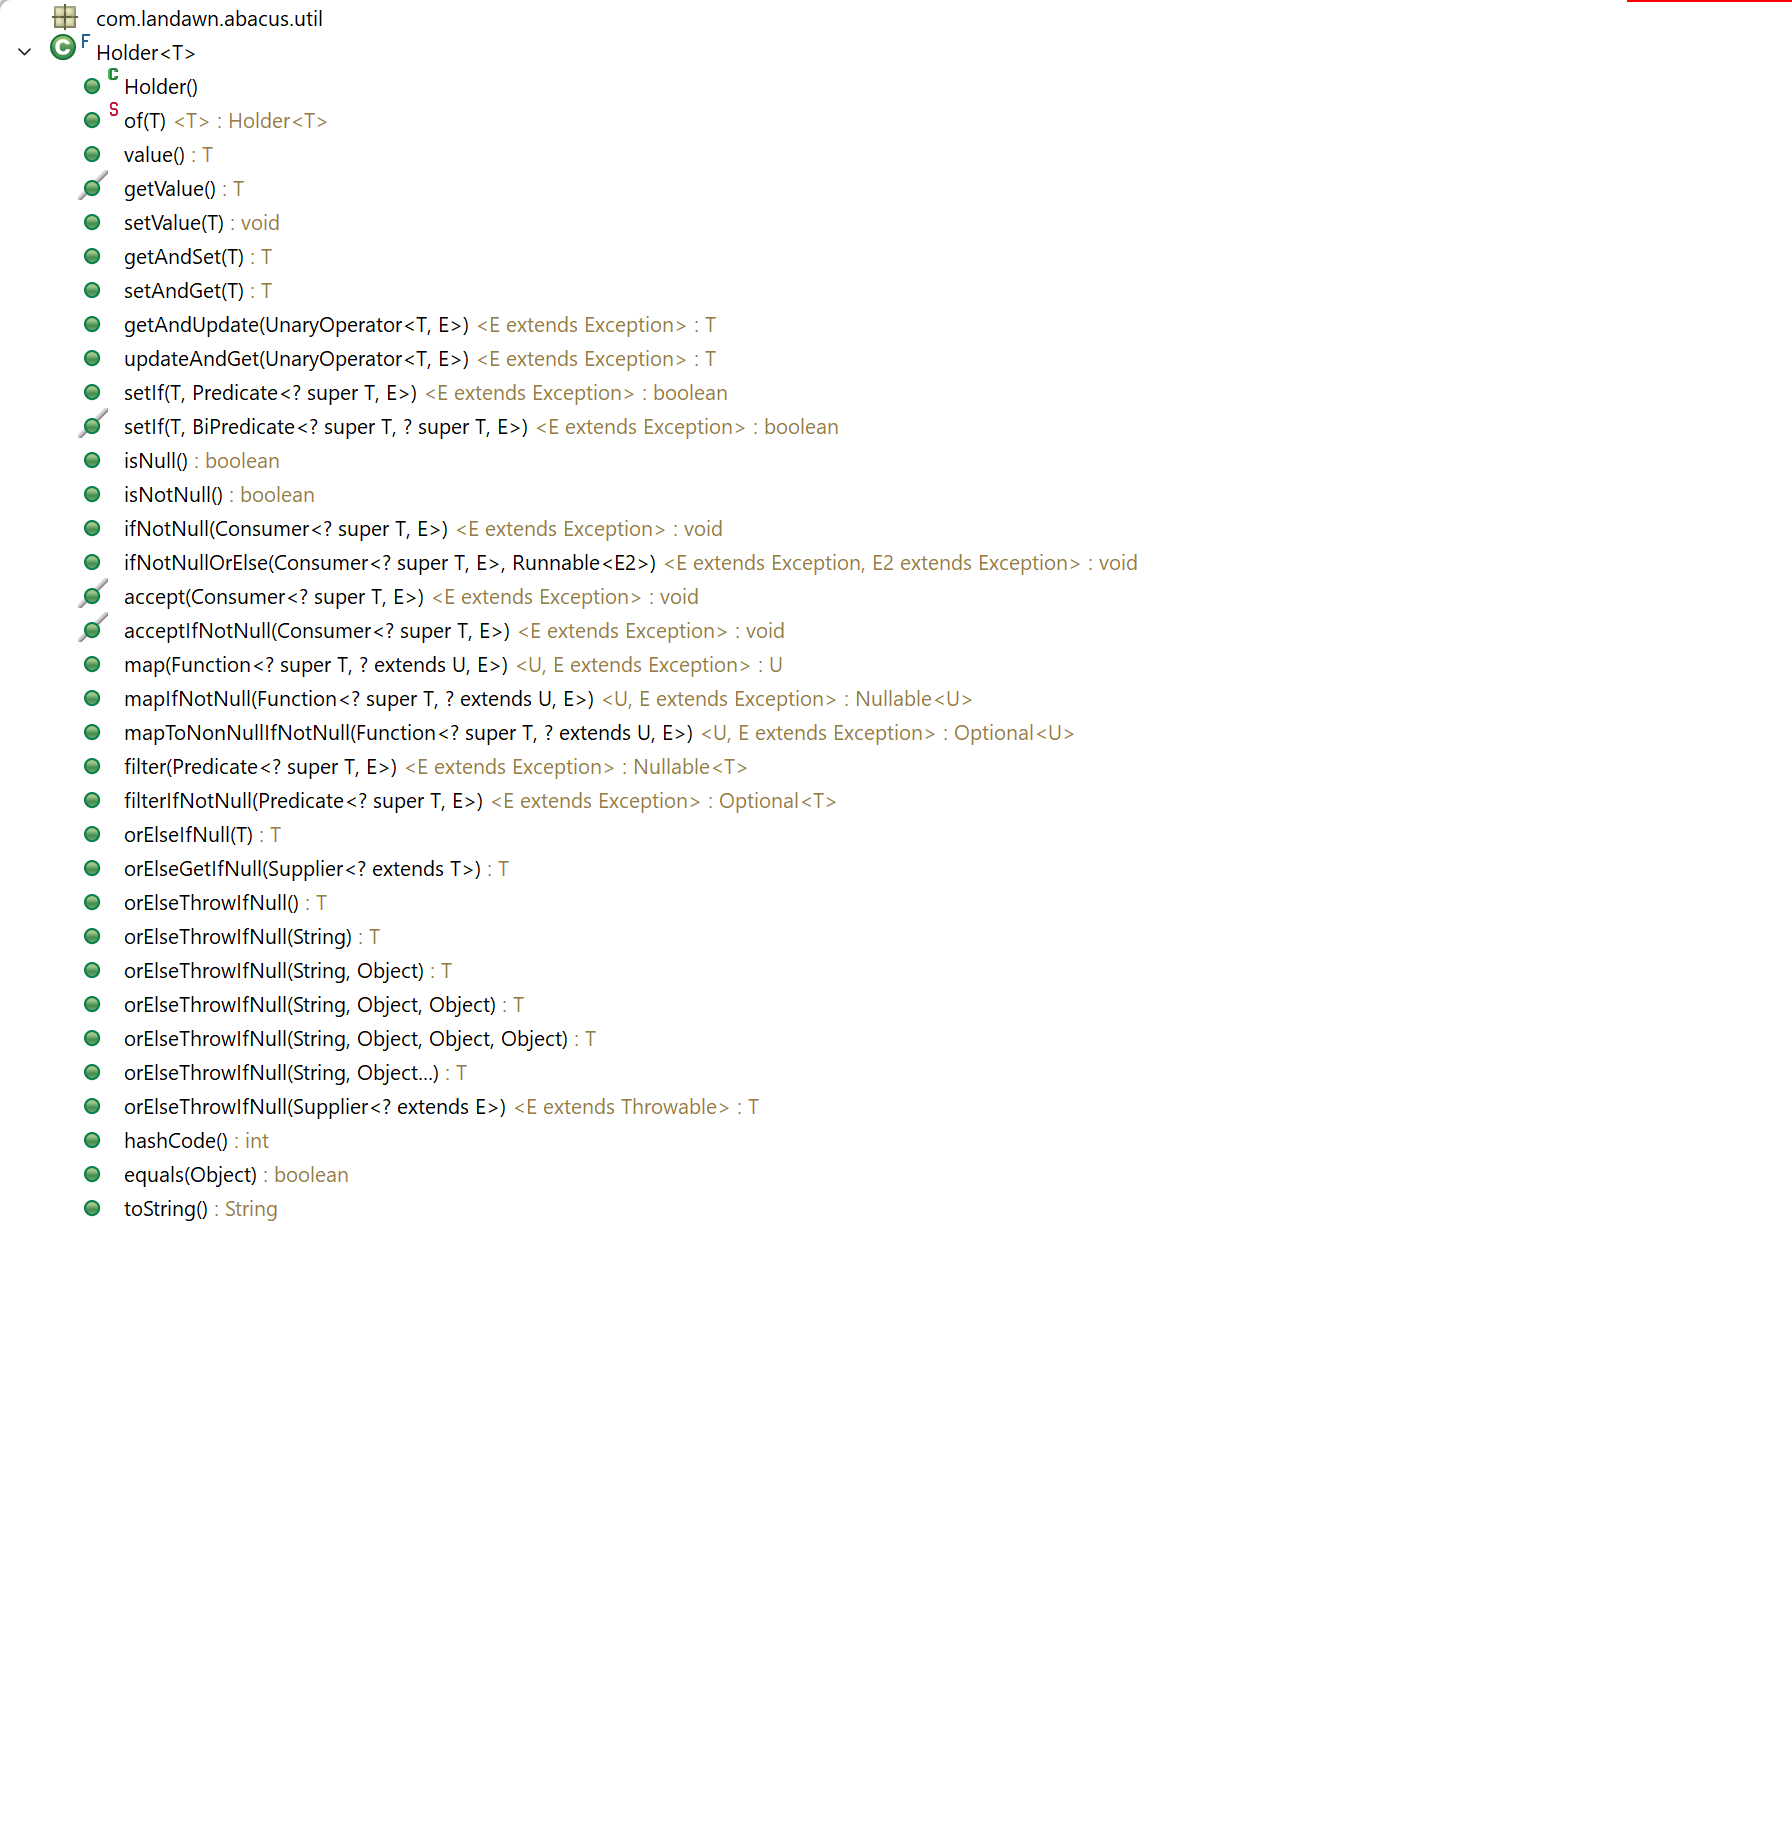 com.landawn.abacus.util
Holder<T>
Holder()
of(T) <T> : Holder<T>
value() : T
getValue() : T
setValue(T) : void
getAndSet(T) : T
setAndGet(T) : T
getAndUpdate(UnaryOperator<T, E>) <E extends Exception> : T
updateAndGet(UnaryOperator<T, E>) <E extends Exception> : T
setIf(T, Predicate<? super T, E>) <E extends Exception> : boolean
setIf(T, BiPredicate<? super T, ? super T, E>) <E extends Exception> : boolean
isNull() : boolean
isNotNull() : boolean
ifNotNull(Consumer<? super T, E>) <E extends Exception> : void
ifNotNullOrElse(Consumer<? super T, E>, Runnable<E2>) <E extends Exception, E2 extends Exception> : void
accept(Consumer<? super T, E>) <E extends Exception> : void
acceptIfNotNull(Consumer<? super T, E>) <E extends Exception> : void
map(Function<? super T, ? extends U, E>) <U, E extends Exception> : U
mapIfNotNull(Function<? super T, ? extends U, E>) <U, E extends Exception> : Nullable<U>
mapToNonNullIfNotNull(Function<? super T, ? extends U, E>) <U, E extends Exception> : Optional<U>
filter(Predicate<? super T, E>) <E extends Exception> : Nullable<T>
filterIfNotNull(Predicate<? super T, E>) <E extends Exception> : Optional<T>
orElseIfNull(T) : T
orElseGetIfNull(Supplier<? extends T>) : T
orElseThrowIfNull() : T
orElseThrowIfNull(String) : T
orElseThrowIfNull(String, Object) : T
orElseThrowIfNull(String, Object, Object) : T
orElseThrowIfNull(String, Object, Object, Object) : T
orElseThrowIfNull(String, Object...) : T
orElseThrowIfNull(Supplier<? extends E>) <E extends Throwable> : T
hashCode() : int
equals(Object) : boolean
toString() : String